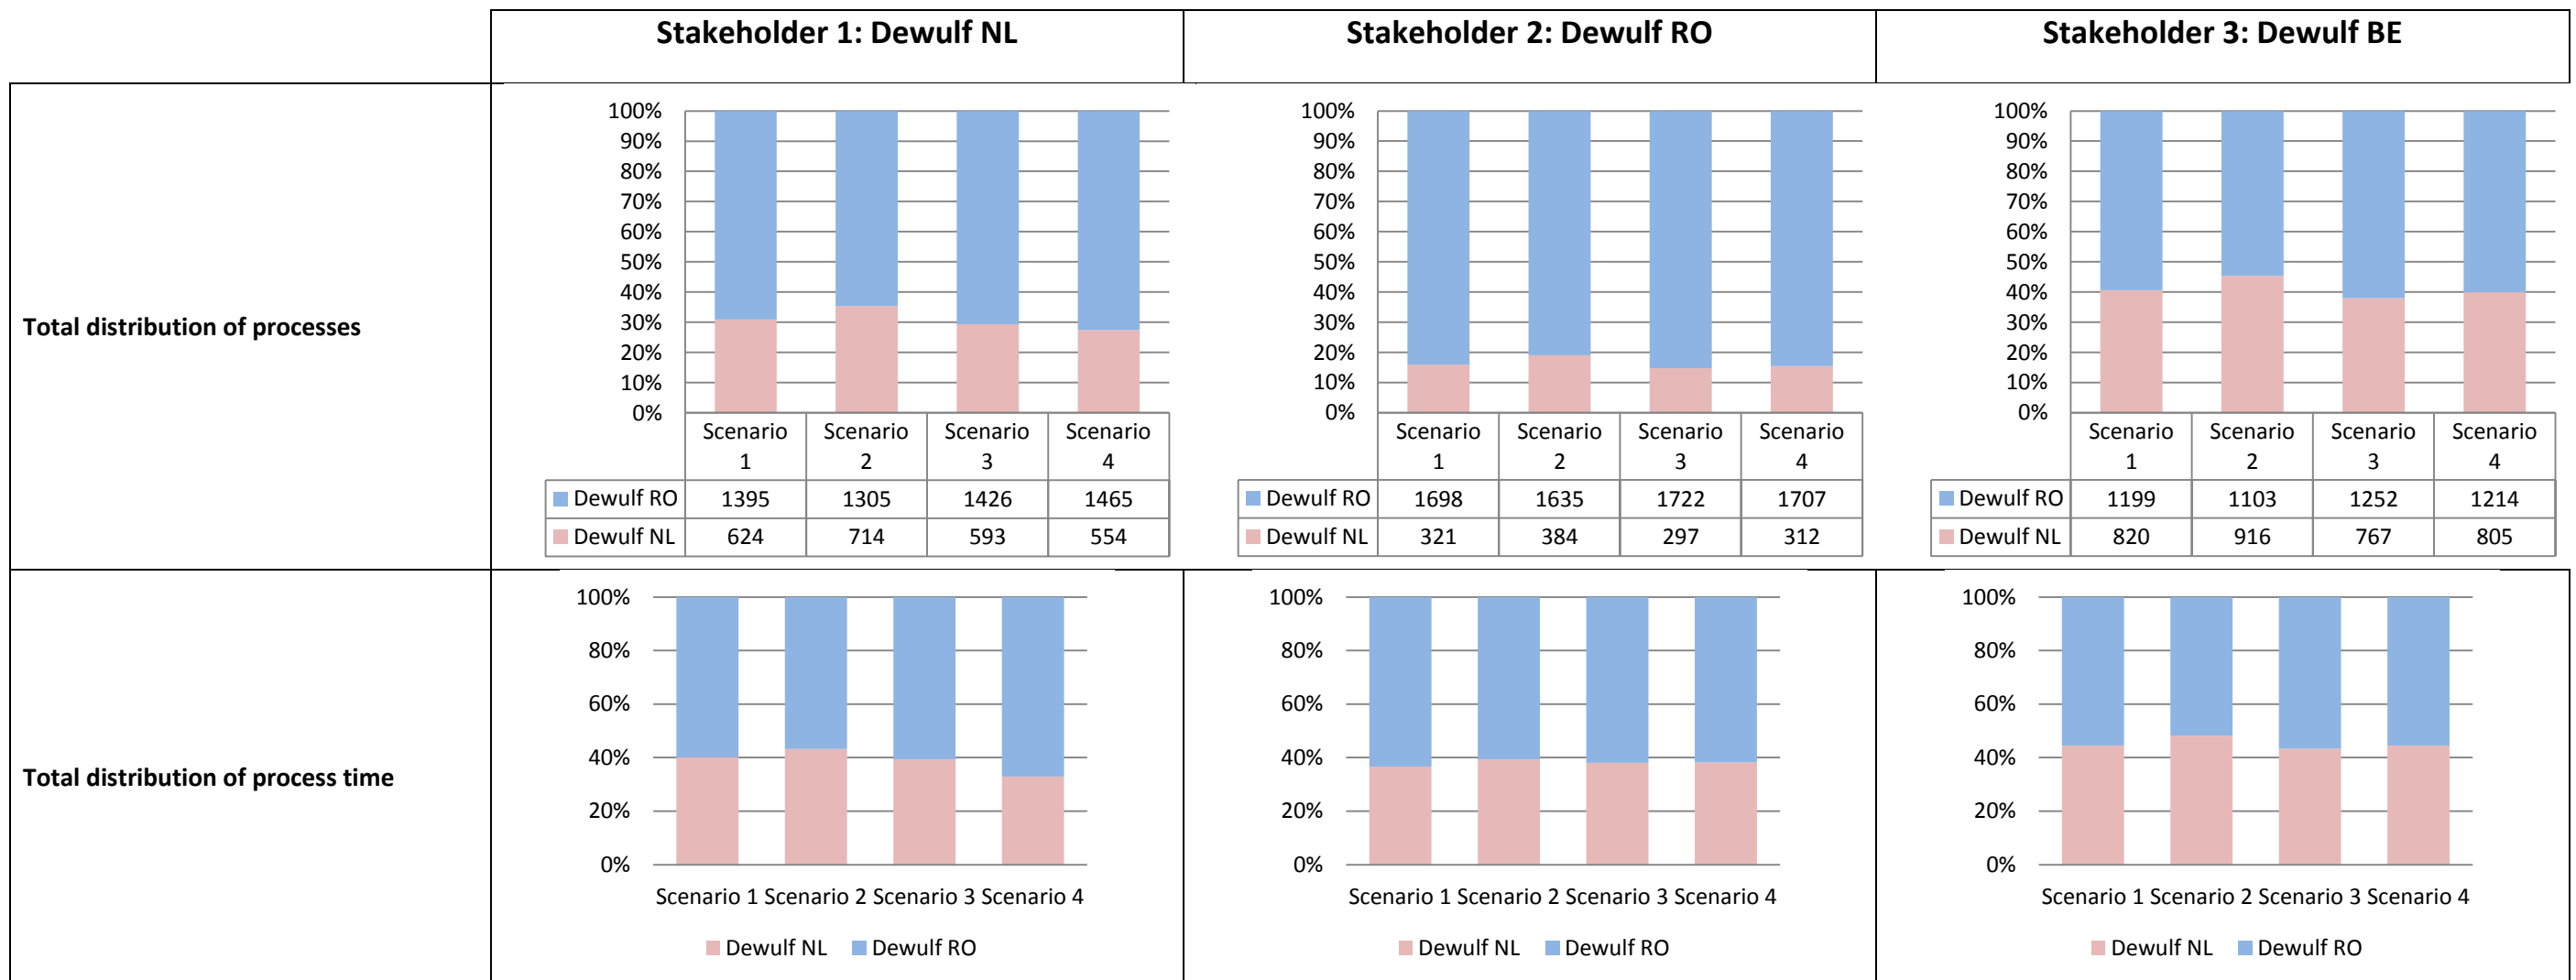 Stakeholder 1: Dewulf NL
Stakeholder 2: Dewulf RO
Stakeholder 3: Dewulf BE
Total distribution of processes
100%
90%
80%
70%
60%
50%
40%
30%
20%
10%
0%
Scenario 1 Scenario 2 Scenario 3 Scenario 4
Dewulf RO 1395 1305 1426 1465
Dewulf NL 624 714 593 554
100%
90%
80%
70%
60%
50%
40%
30%
20%
10%
0%
Scenario 1 Scenario 2 Scenario 3 Scenario 4
Dewulf RO 1698 1635 1722 1707
Dewulf NL 321 384 297 312
100%
90%
80%
70%
60%
50%
40%
30%
20%
10%
0%
Scenario 1 Scenario 2 Scenario 3 Scenario 4
Dewulf RO 1199 1103 1252 1214
Dewulf NL 820 916 767 805
Total distribution of process time
100%
80%
60%
40%
20%
0%
Scenario 1 Scenario 2 Scenario 3 Scenario 4
Dewulf NL Dewulf RO
100%
80%
60%
40%
20%
0%
Scenario 1 Scenario 2 Scenario 3 Scenario 4
Dewulf NL Dewulf RO
100%
80%
60%
40%
20%
0%
Scenario 1 Scenario 2 Scenario 3 Scenario 4
Dewulf NL Dewulf RO